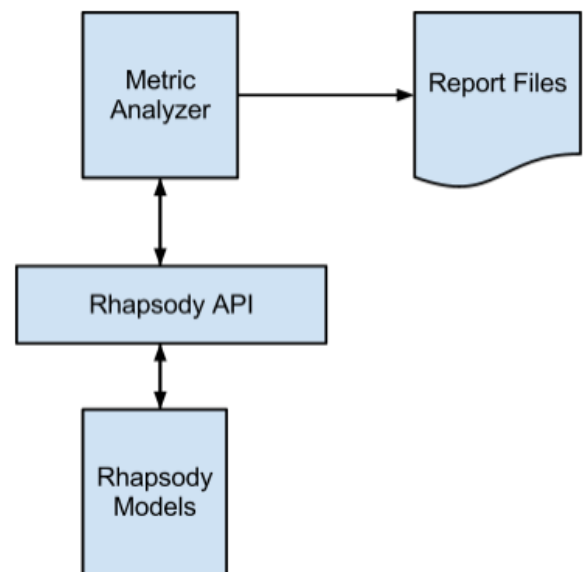 Metric
Analyzer
Report Files
Rhapsody API
Rhapsody
Models